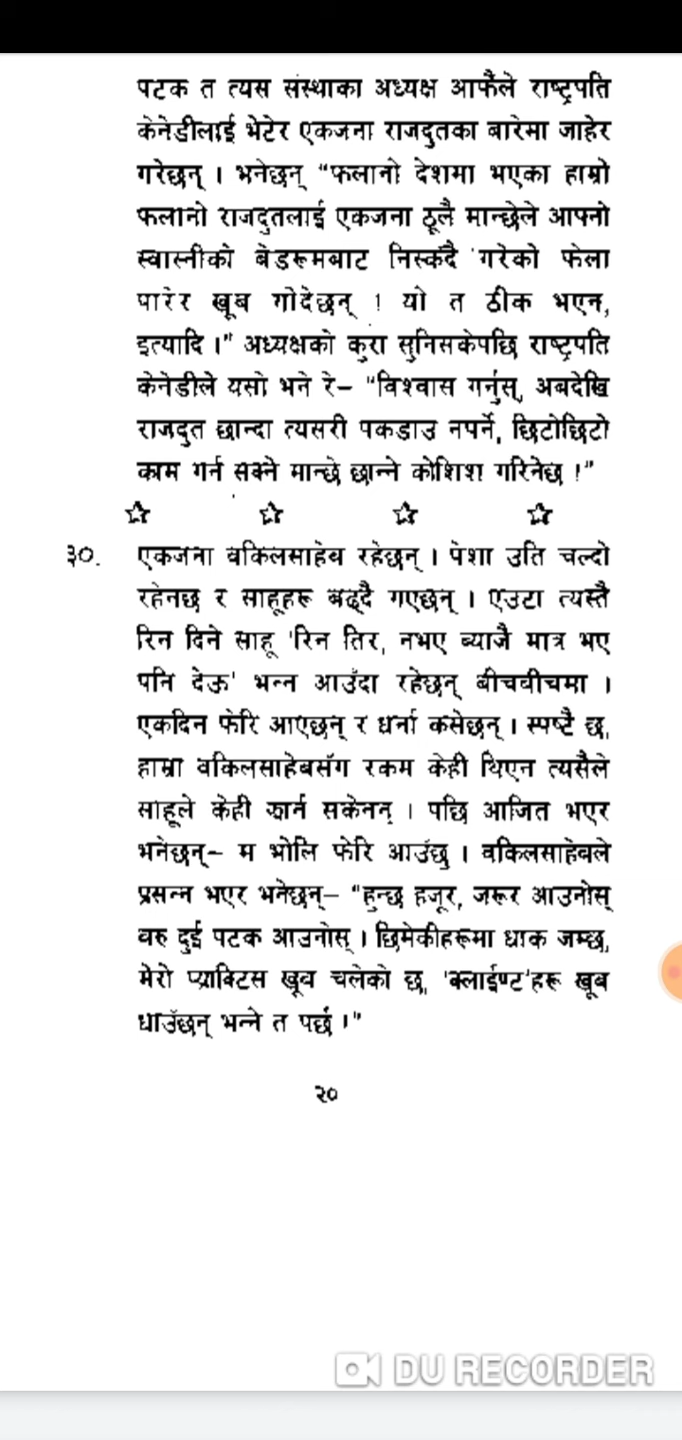 पटक त त्यस संस्थाका अध्यक्ष आफैले राष्ट्रपति
केनेडीलाई भेटेर एकजना राजदुतका बारेमा जाहेर
गरेछन् । भनेछन् “फलानो देशमा भएका हाम्रो
फलानो राजदुतलाई एकजना ठूलै मान्छेले आफ्नो
स्वास्नीको बेडरूमबाट निस्कदै गरेको फेला
पारेर खूब गोदेछन् ! यो त ठीक भएन,
इत्यादि ।” अध्यक्षको कुरा सुनिसकेपछि राष्ट्रपति
केनेडीले यसो भने रे– “विश्वास गर्नुस्, अबदेखि
राजदुत छान्दा त्यसरी पकडाउ नपर्ने, छिटोछिटो
काम गर्न सक्ने मान्छे छान्ने कोशिश गरिनेछ !”
३०. एकजना वकिलसाहेब रहेछन् । पेशा उति चल्दो
रहेनछ र साहूहरू बढ्दै गएछन् । एउटा त्यस्तै
रिन दिने साहू 'रिन तिर, नभए ब्याजै मात्र भए
पनि देऊ' भन्न आउँदा रहेछन् बीचबीचमा ।
एकदिन फेरि आएछन् र धर्ना कसेछन् । स्पष्टै छ,
हाम्रा वकिलसाहेबसँग रकम केही थिएन त्यसैले
साहूले केही झार्न सकेनन् । पछि आजित भएर
भनेछन्– म भोलि फेरि आउँछु । वकिलसाहेबले
प्रसन्न भएर भनेछन्– “हुन्छ हजूर, जरूर आउनोस्
वरु दुई पटक आउनोस् । छिमेकीहरूमा धाक जम्छ,
मेरो प्याक्टिस खूब चलेको छ, 'क्लाईण्ट'हरू खूब
धाउँछन् भन्ने त पर्छ ।”
२०
DU RECORDER